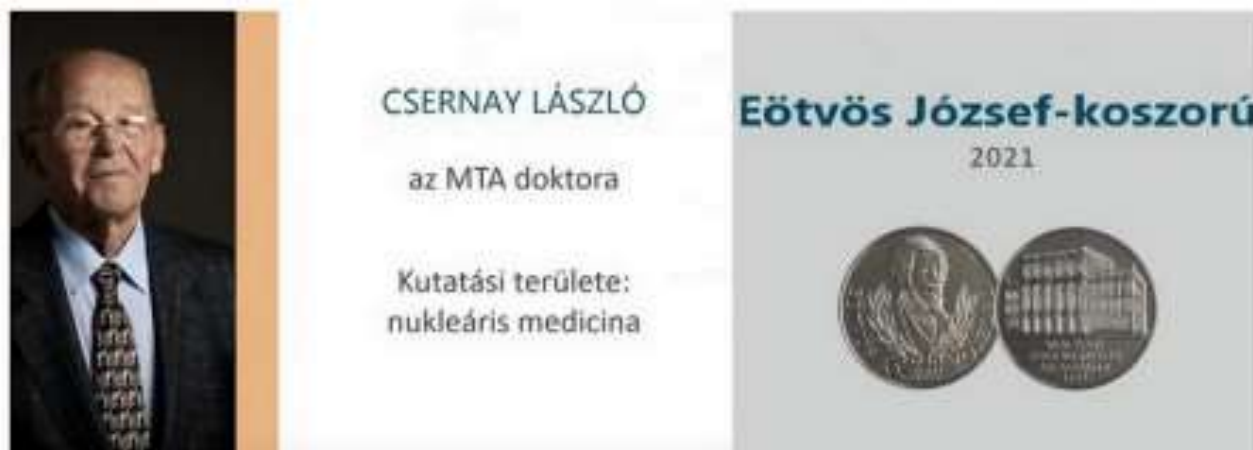 CSERNAY LÁSZLÓ
az MTA doktora
Kutatási területe:
nukleáris medicina
Eötvös József-koszorú
2021